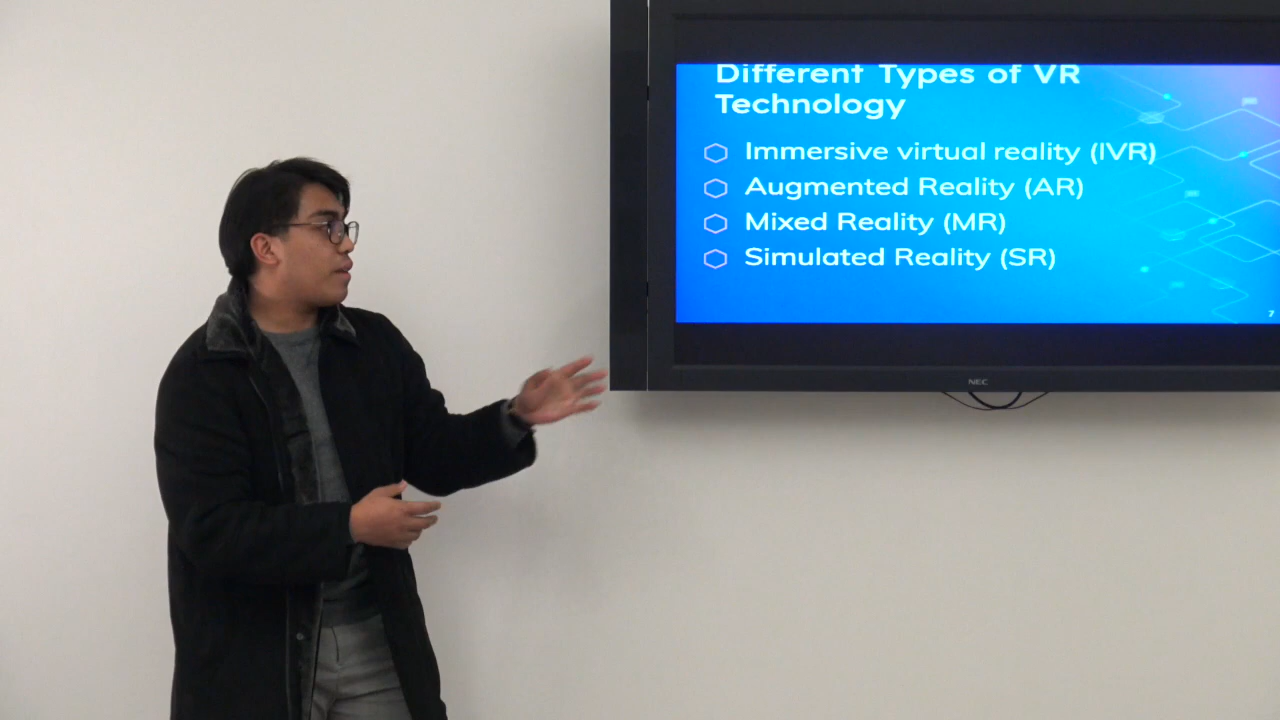 Different Types of VR
Technology
Immersive virtual reality (IVR)
Augmented Reality (AR)
Mixed Reality (MR)
Simulated Reality (SR)
7
NEC